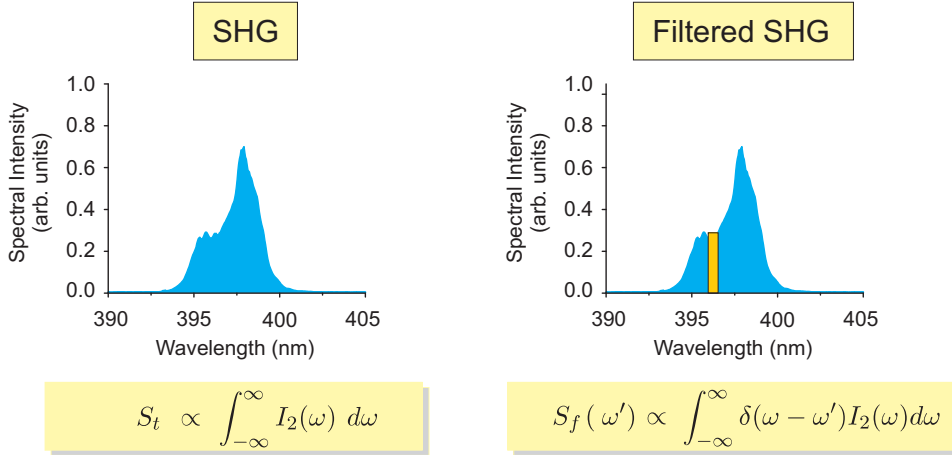 SHG
Spectral Intensity
(arb. units)
1.0
0.8
0.6
0.4
0.2
0.0
390 395 400 405
Wavelength (nm)
S_t ∝ ∫_{-∞}^{∞} I_2(ω) dω
Filtered SHG
Spectral Intensity
(arb. units)
1.0
0.8
0.6
0.4
0.2
0.0
390 395 400 405
Wavelength (nm)
S_f(ω′) ∝ ∫_{-∞}^{∞} δ(ω − ω′)I_2(ω)dω